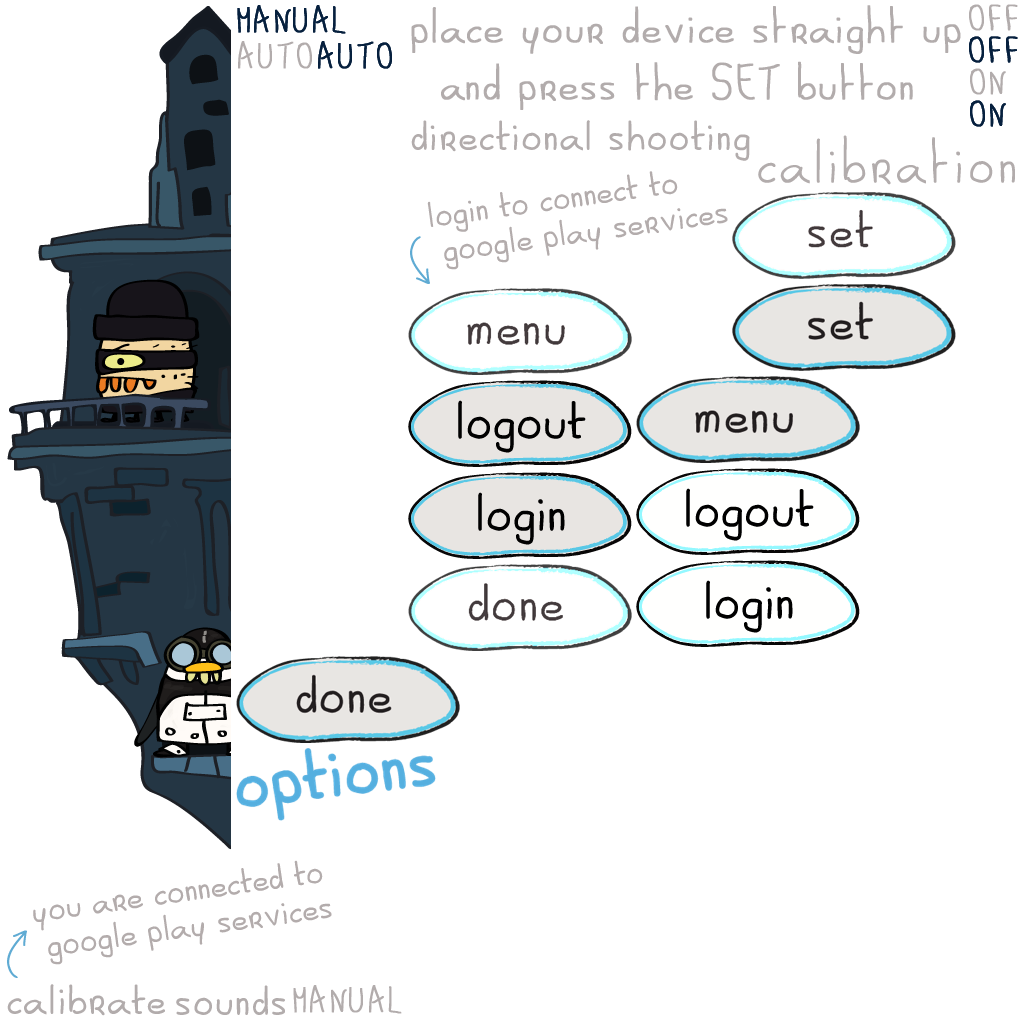 MANUAL
AUTO AUTO
place your device straight up
and press the SET button
OFF
OFF
ON
ON
directional shooting
calibration
login to connect to
google play services
set
menu
set
logout
menu
login
logout
done
login
done
options
you are connected to
google play services
calibrate sounds MANUAL